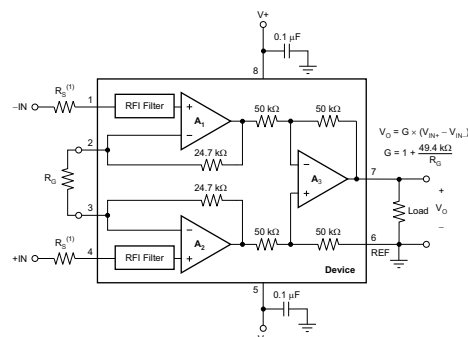 V+
0.1 µF
8
RS(1)
−IN
1
RFI Filter
+
A1
−
50 kΩ
50 kΩ
VO = G × (VIN+ − VIN−)
G = 1 + 49.4 kΩ
RG
2
24.7 kΩ
−
A3
+
7
RG
24.7 kΩ
+
Load
VO
−
3
RS(1)
−
A2
+
50 kΩ
50 kΩ
6
REF
+IN
4
RFI Filter
Device
5
0.1 µF